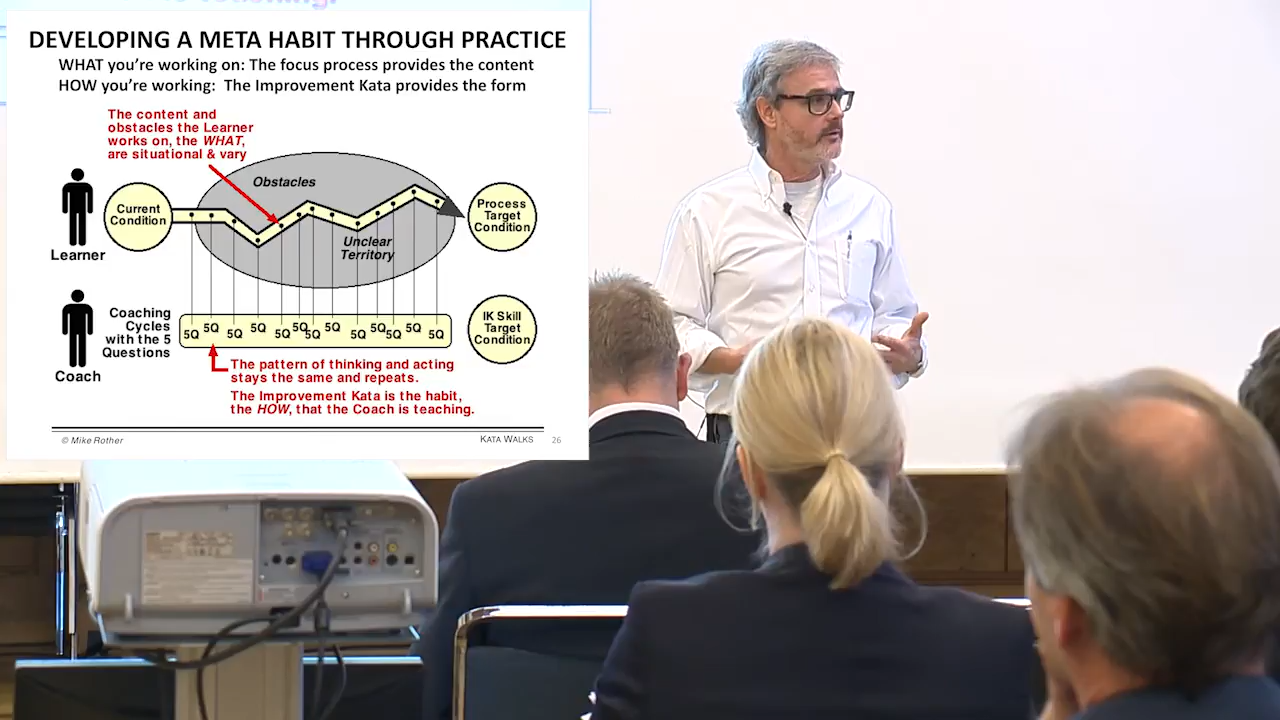 DEVELOPING A META HABIT THROUGH PRACTICE
WHAT you're working on: The focus process provides the content
HOW you're working: The Improvement Kata provides the form
The content and
obstacles the Learner
works on, the WHAT,
are situational & vary
Obstacles
Current
Condition
Process
Target
Condition
Unclear
Territory
Learner
Coaching
Cycles
with the 5
Questions
5Q 5Q 5Q 5Q 5Q 5Q 5Q 5Q 5Q 5Q 5Q 5Q 5Q
IK Skill
Target
Condition
Coach
The pattern of thinking and acting
stays the same and repeats.
The Improvement Kata is the habit,
the HOW, that the Coach is teaching.
© Mike Rother
KATA WALKS 26